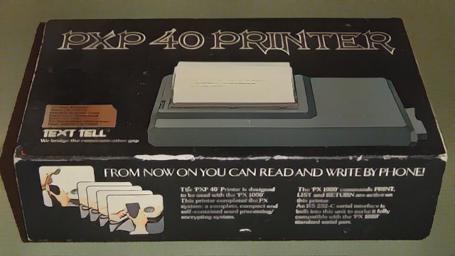 PXP 40 PRINTER
TEXT TELL
We bridge the communication gap
FROM NOW ON YOU CAN READ AND WRITE BY PHONE!
The 'PXP 40' Printer is designed
to be used with the 'PX 1000'
This printer completes the PX
system: a complete, compact and
self-contained word processing/
encrypting system.
The 'PX 1000' commands PRINT,
LIST and RETURN are active on
this printer
An RS 232-C serial interface is
built into this unit to make it fully
compatible with the 'PX 1000'
standard serial port